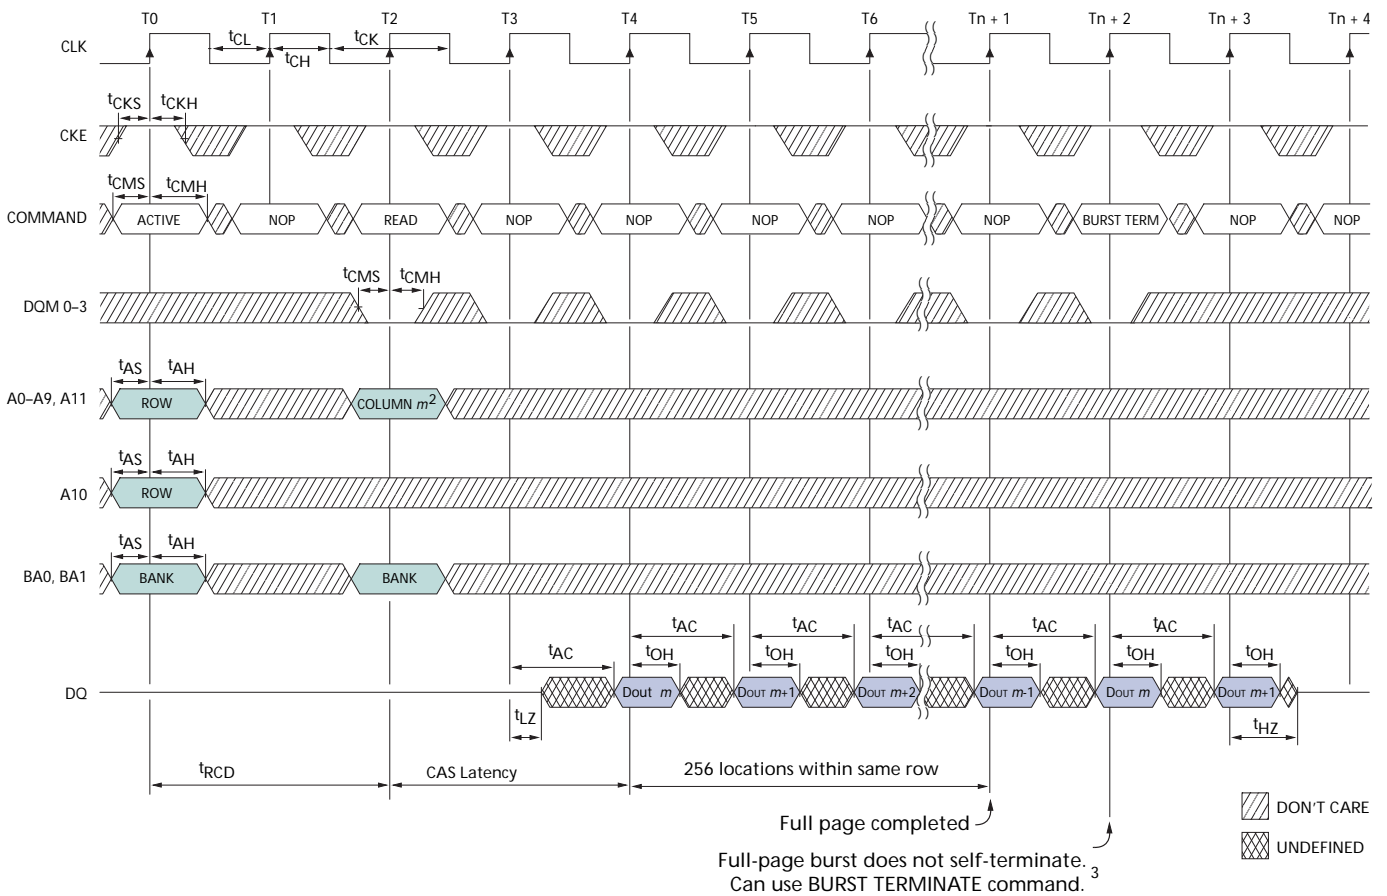 T0 T1 T2 T3 T4 T5 T6 Tn + 1 Tn + 2 Tn + 3 Tn + 4
CLK
tCL tCK
tCH
tCKS tCKH
CKE
tCMS tCMH
COMMAND ACTIVE NOP READ NOP NOP NOP NOP NOP BURST TERM NOP NOP
tCMS tCMH
DQM 0–3
tAS tAH
A0–A9, A11 ROW COLUMN m2
tAS tAH
A10 ROW
tAS tAH
BA0, BA1 BANK BANK
tAC tAC tAC tAC tAC
tAC tOH tOH tOH tOH tOH tOH
DQ Dout m DOUT m+1 DOUT m+2 DOUT m-1 DOUT m DOUT m+1
tLZ tHZ
tRCD CAS Latency 256 locations within same row
Full page completed
Full-page burst does not self-terminate. 3
Can use BURST TERMINATE command.
DON'T CARE
UNDEFINED